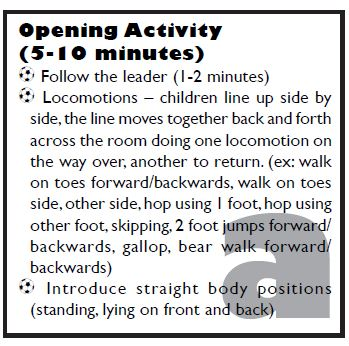 Opening Activity
(5-10 minutes)
Follow the leader (1-2 minutes)
Locomotions – children line up side by
side, the line moves together back and forth
across the room doing one locomotion on
the way over, another to return. (ex: walk
on toes forward/backwards, walk on toes
side, other side, hop using 1 foot, hop using
other foot, skipping, 2 foot jumps forward/
backwards, gallop, bear walk forward/
backwards)
Introduce straight body positions
(standing, lying on front and back)
a